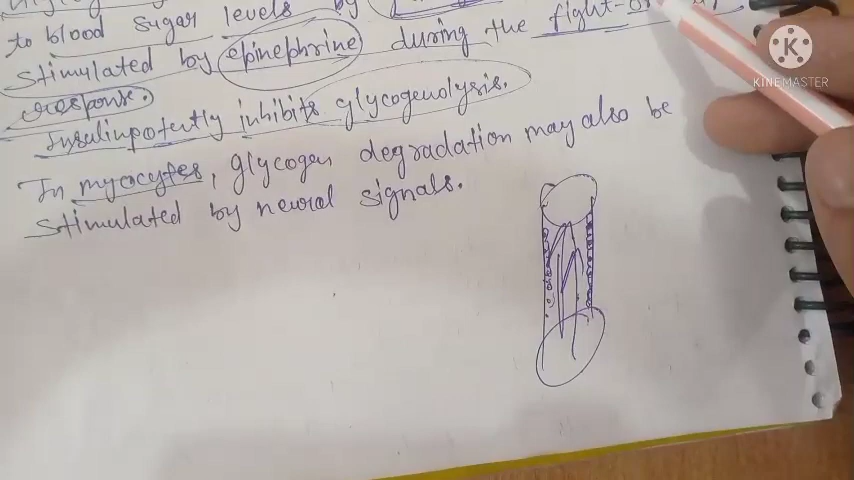 levels by
to blood sugar
stimulated by epinephrine during the fight-or
response.
Insulin potently inhibits glycogenolysis.
In myocytes, glycogen degradation may also be
stimulated by neural signals.
KINEMASTER